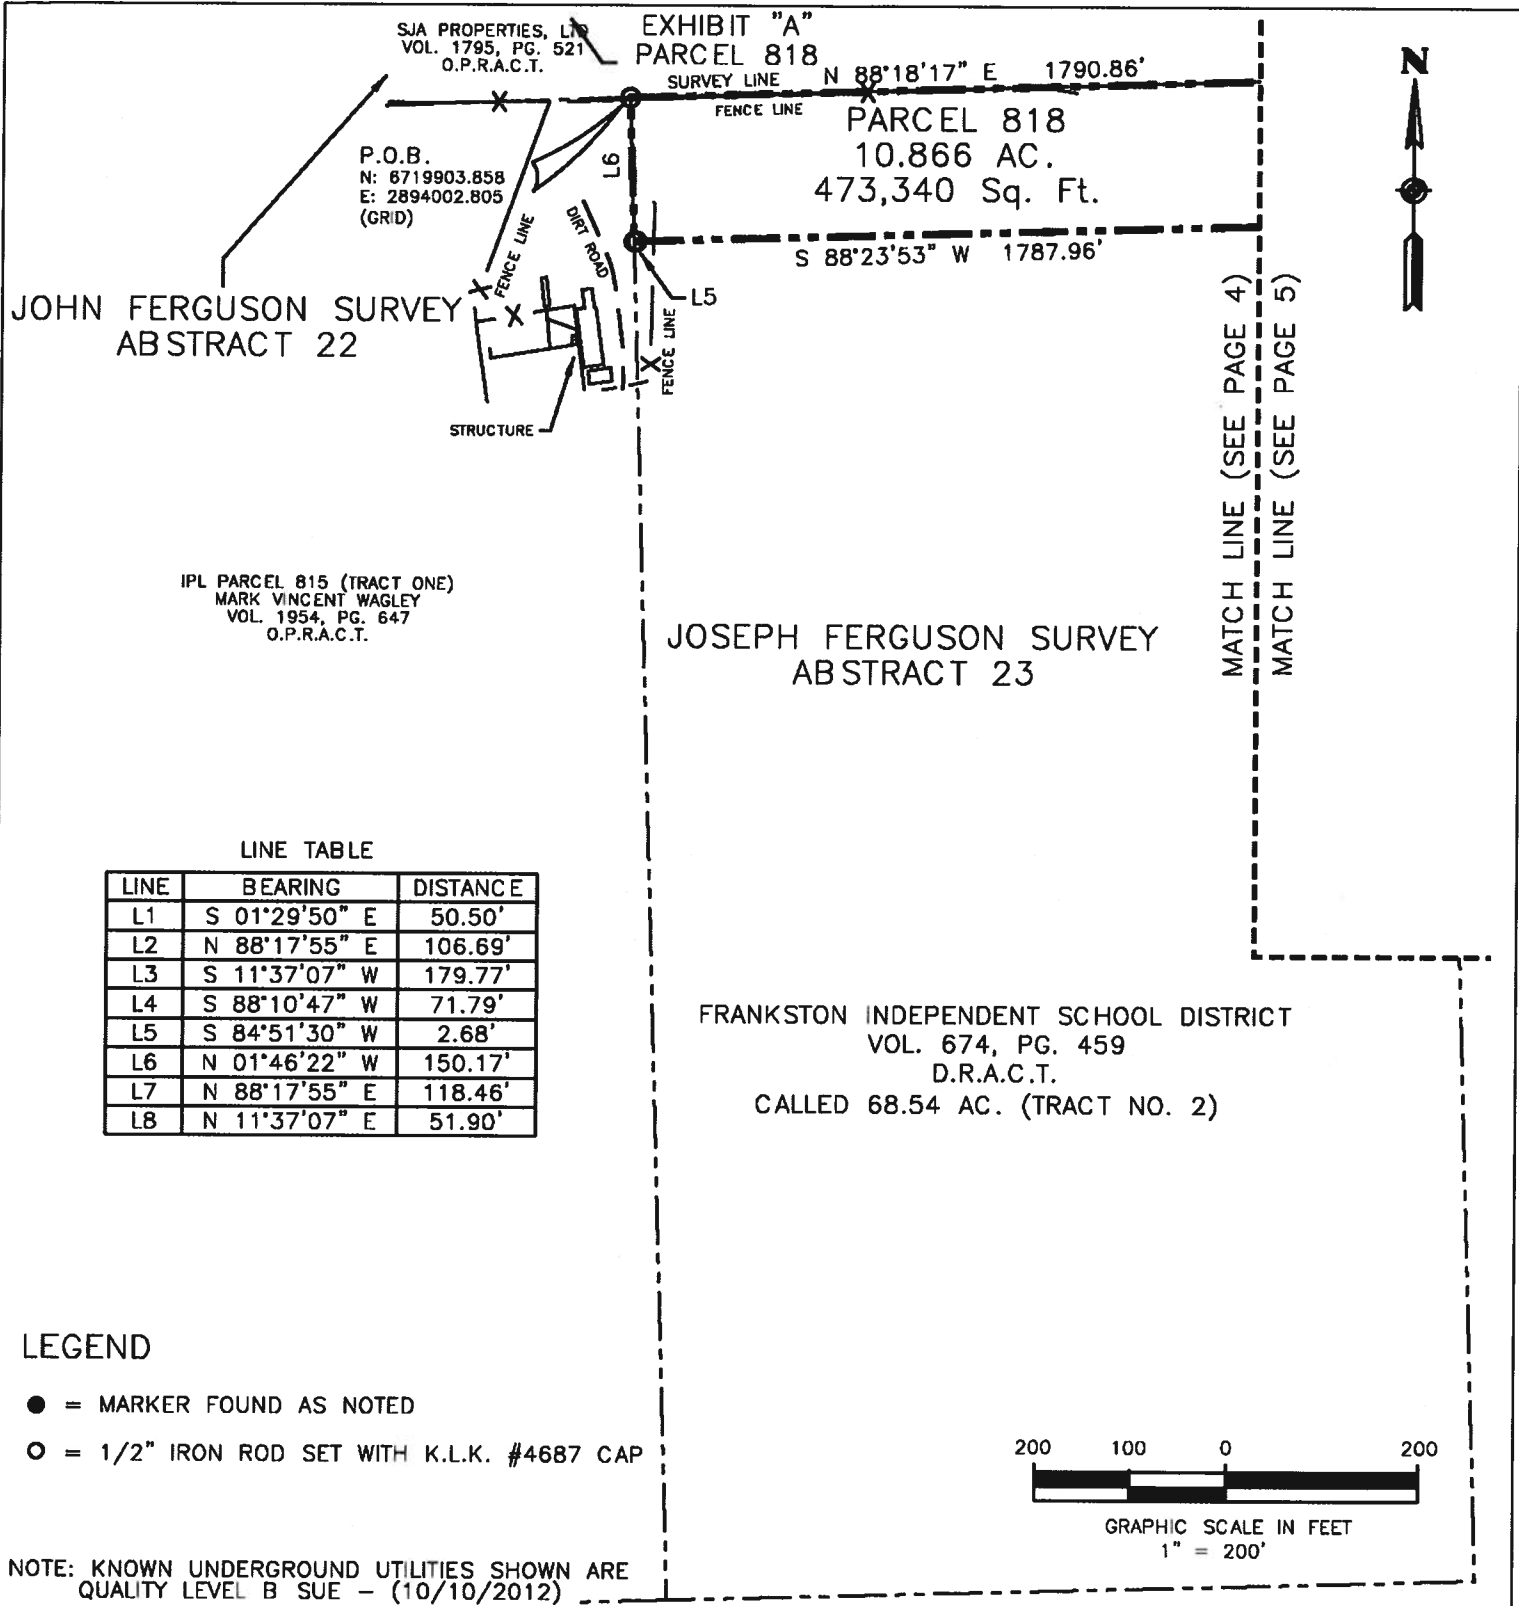 EXHIBIT "A"
PARCEL 818
SJA PROPERTIES, LTD
VOL. 1795, PG. 521
O.P.R.A.C.T.
SURVEY LINE
N 88°18'17" E 1790.86'
FENCE LINE
N
PARCEL 818
10.866 AC.
473,340 Sq. Ft.
P.O.B.
N: 6719903.858
E: 2894002.805
(GRID)
L6
FENCE LINE
DIRT ROAD
S 88°23'53" W 1787.96'
L5
FENCE LINE
JOHN FERGUSON SURVEY
ABSTRACT 22
STRUCTURE
MATCH LINE (SEE PAGE 4)
MATCH LINE (SEE PAGE 5)
IPL PARCEL 815 (TRACT ONE)
MARK VINCENT WAGLEY
VOL. 1954, PG. 647
O.P.R.A.C.T.
JOSEPH FERGUSON SURVEY
ABSTRACT 23
LINE TABLE
LINE BEARING DISTANCE
L1 S 01°29'50" E 50.50'
L2 N 88°17'55" E 106.69'
L3 S 11°37'07" W 179.77'
L4 S 88°10'47" W 71.79'
L5 S 84°51'30" W 2.68'
L6 N 01°46'22" W 150.17'
L7 N 88°17'55" E 118.46'
L8 N 11°37'07" E 51.90'
FRANKSTON INDEPENDENT SCHOOL DISTRICT
VOL. 674, PG. 459
D.R.A.C.T.
CALLED 68.54 AC. (TRACT NO. 2)
LEGEND
● = MARKER FOUND AS NOTED
O = 1/2" IRON ROD SET WITH K.L.K. #4687 CAP
200 100 0 200
GRAPHIC SCALE IN FEET
1" = 200'
NOTE: KNOWN UNDERGROUND UTILITIES SHOWN ARE
QUALITY LEVEL B SUE - (10/10/2012)